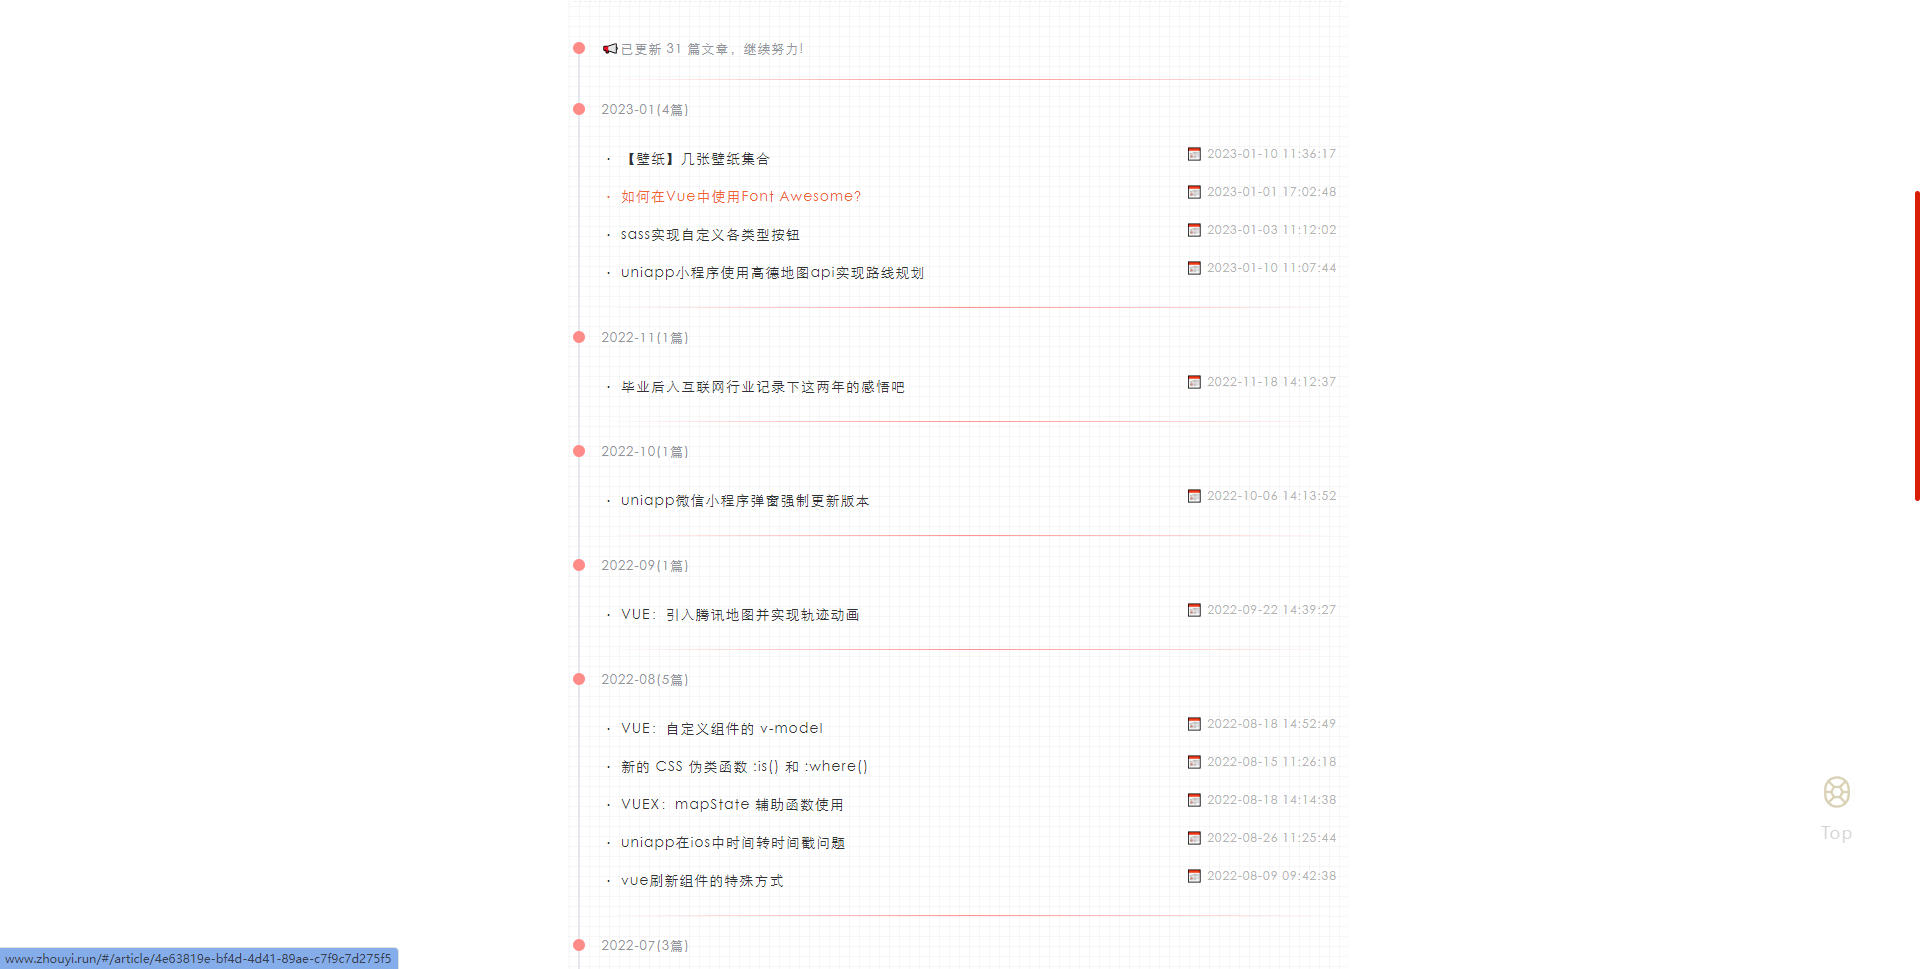 已更新 31 篇文章，继续努力!
2023-01(4篇)
· 【壁纸】几张壁纸集合 2023-01-10 11:36:17
· 如何在Vue中使用Font Awesome? 2023-01-01 17:02:48
· sass实现自定义各类型按钮 2023-01-03 11:12:02
· uniapp小程序使用高德地图api实现路线规划 2023-01-10 11:07:44
2022-11(1篇)
· 毕业后入互联网行业记录下这两年的感悟吧 2022-11-18 14:12:37
2022-10(1篇)
· uniapp微信小程序弹窗强制更新版本 2022-10-06 14:13:52
2022-09(1篇)
· VUE：引入腾讯地图并实现轨迹动画 2022-09-22 14:39:27
2022-08(5篇)
· VUE：自定义组件的 v-model 2022-08-18 14:52:49
· 新的 CSS 伪类函数 :is() 和 :where() 2022-08-15 11:26:18
· VUEX：mapState 辅助函数使用 2022-08-18 14:14:38
· uniapp在ios中时间转时间戳问题 2022-08-26 11:25:44
· vue刷新组件的特殊方式 2022-08-09 09:42:38
2022-07(3篇)
Top
www.zhouyi.run/#/article/4e63819e-bf4d-4d41-89ae-c7f9c7d275f5